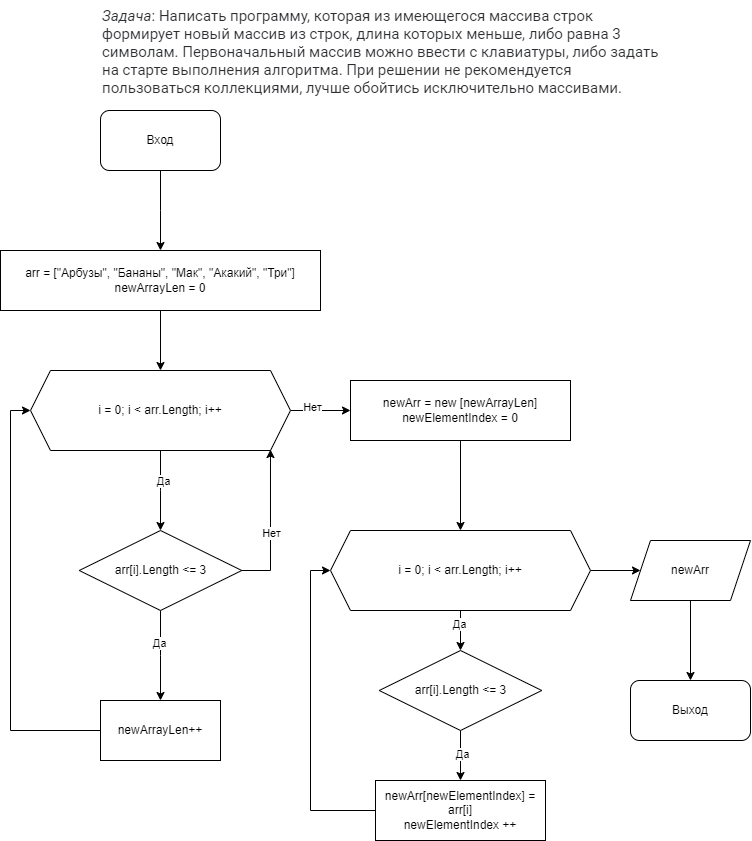 Задача: Написать программу, которая из имеющегося массива строк
формирует новый массив из строк, длина которых меньше, либо равна 3
символам. Первоначальный массив можно ввести с клавиатуры, либо задать
на старте выполнения алгоритма. При решении не рекомендуется
пользоваться коллекциями, лучше обойтись исключительно массивами.
Вход
arr = ["Арбузы", "Бананы", "Мак", "Акакий", "Три"]
newArrayLen = 0
i = 0; i < arr.Length; i++
Нет
Да
arr[i].Length <= 3
Нет
Да
newArrayLen++
newArr = new [newArrayLen]
newElementIndex = 0
i = 0; i < arr.Length; i++
Да
arr[i].Length <= 3
Да
newArr[newElementIndex] =
arr[i]
newElementIndex ++
newArr
Выход